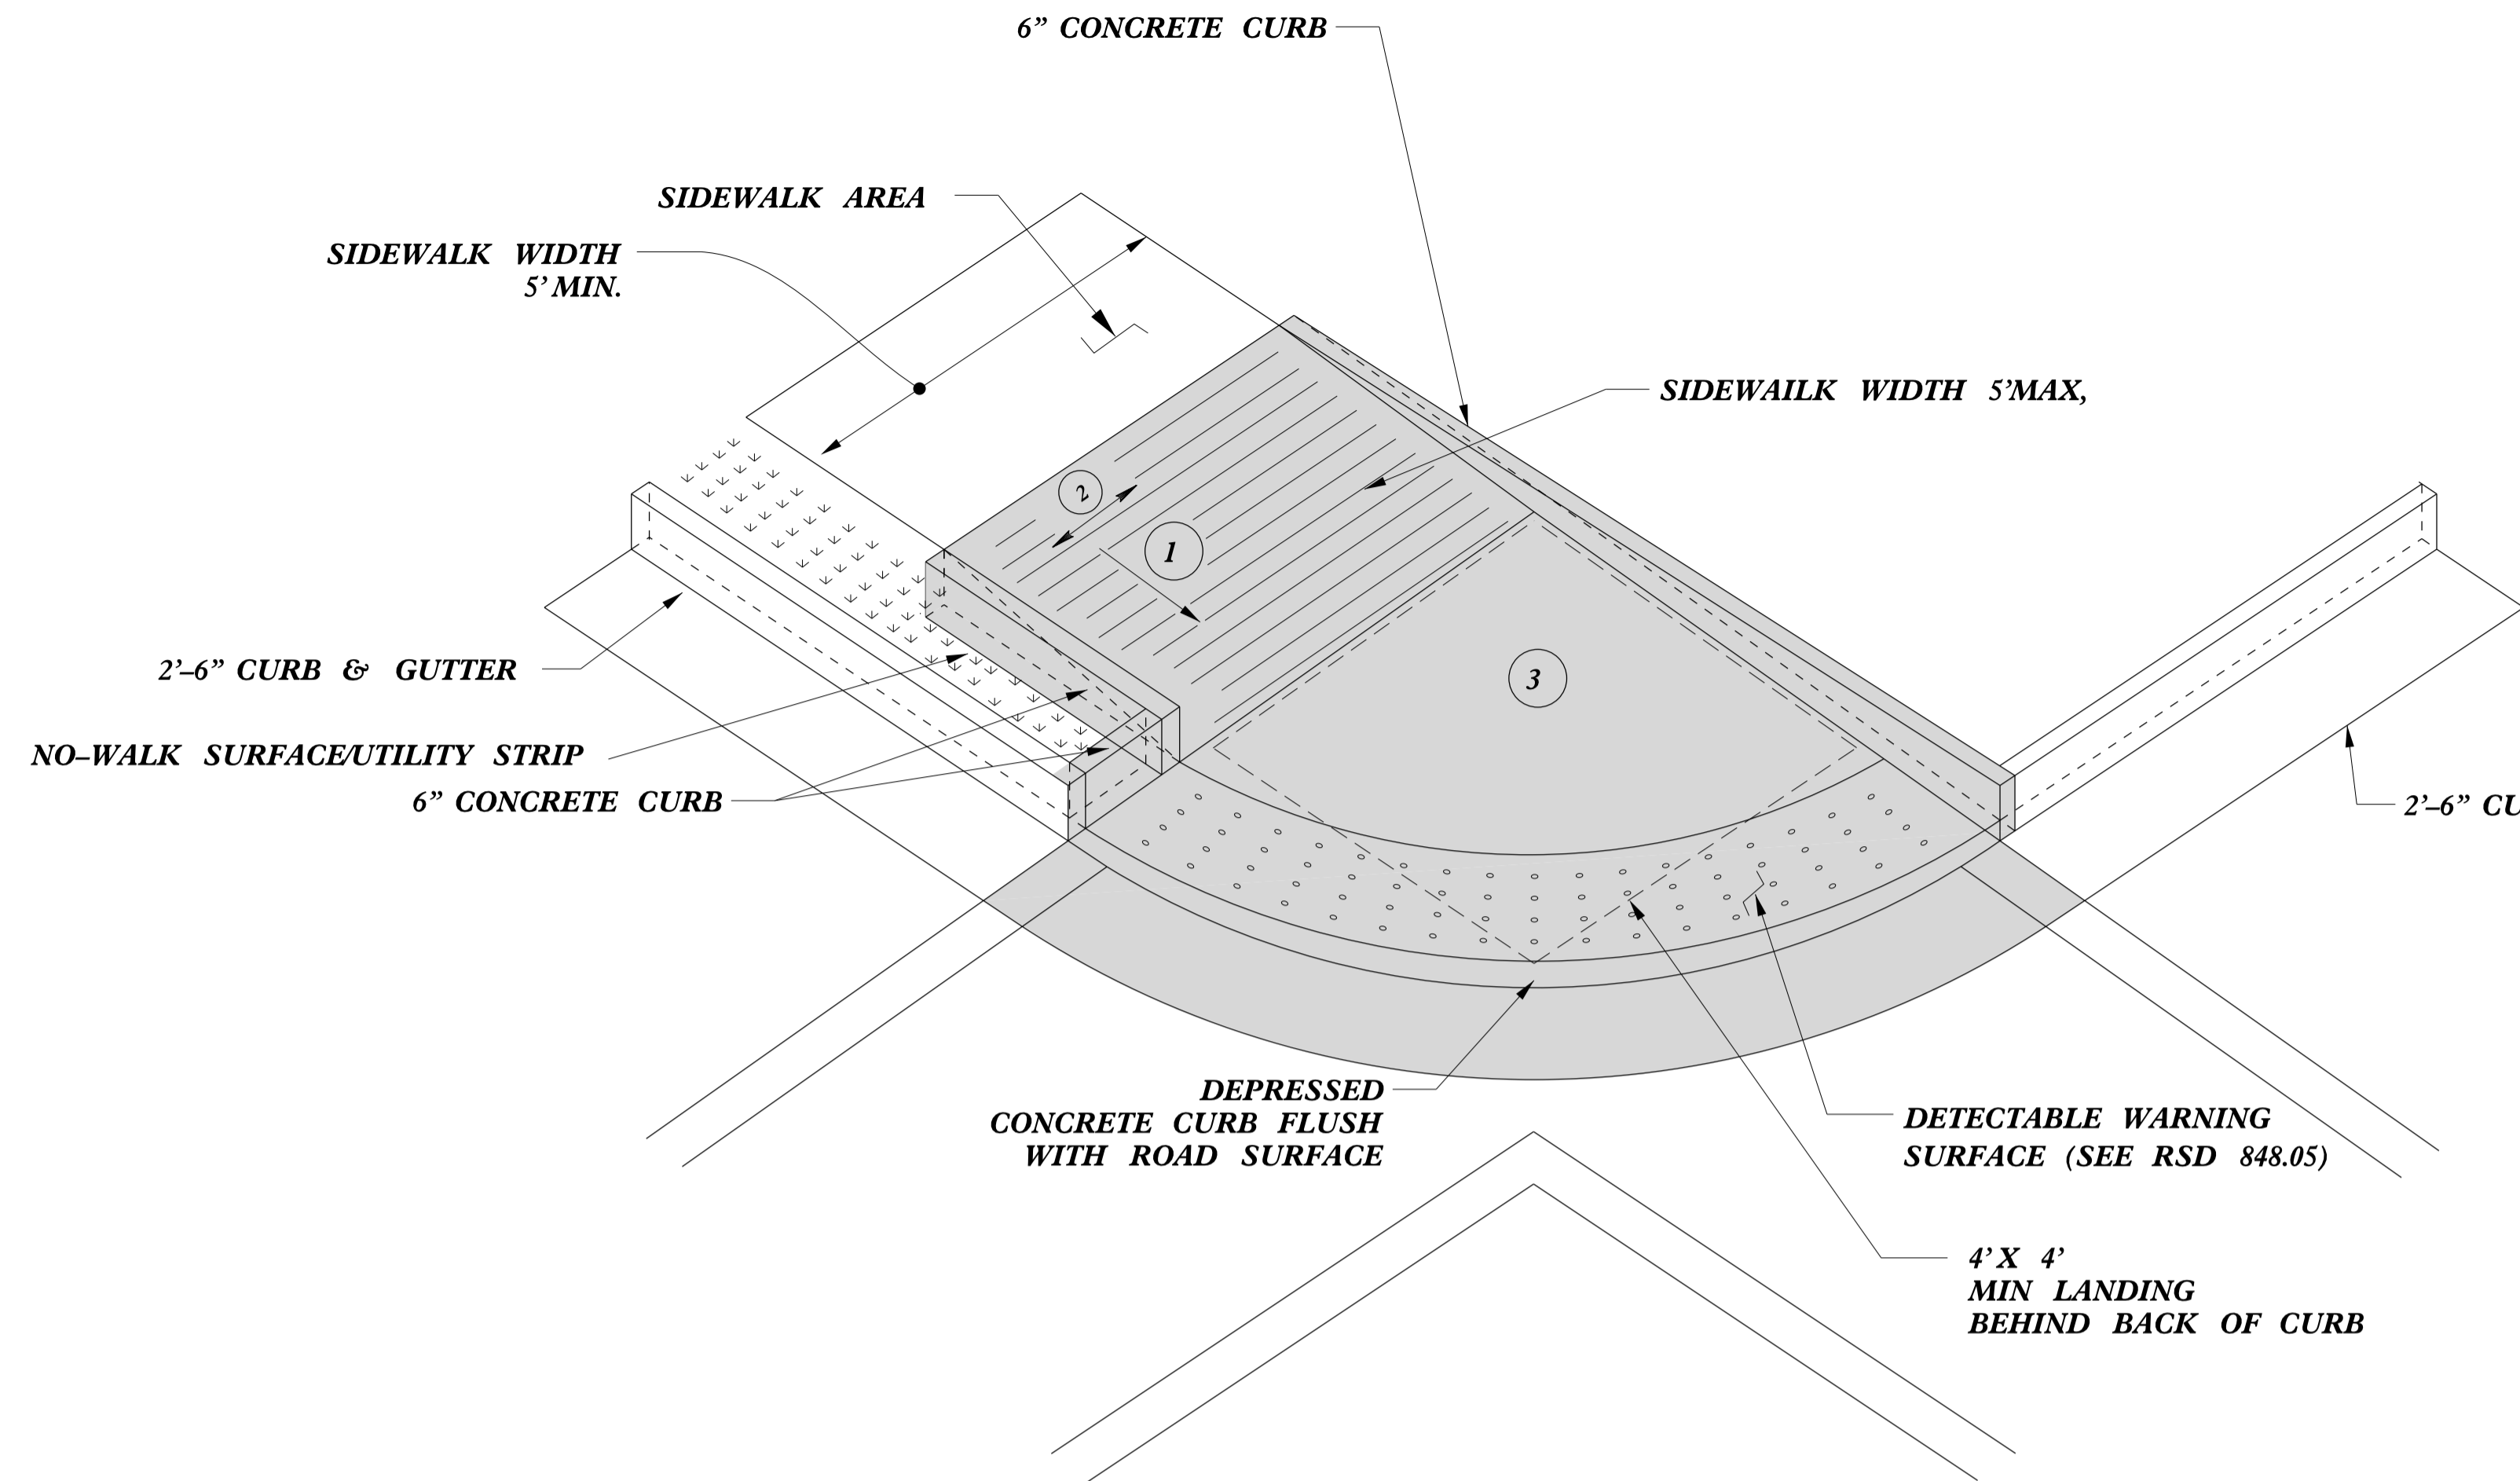 6” CONCRETE CURB
SIDEWALK AREA
SIDEWALK WIDTH
5’ MIN.
SIDEWAILK WIDTH 5’MAX,
2
1
3
2’–6” CURB & GUTTER
NO–WALK SURFACE/UTILITY STRIP
6” CONCRETE CURB
2’–6” CU
DEPRESSED
CONCRETE CURB FLUSH
WITH ROAD SURFACE
DETECTABLE WARNING
SURFACE (SEE RSD 848.05)
4’ X 4’
MIN LANDING
BEHIND BACK OF CURB